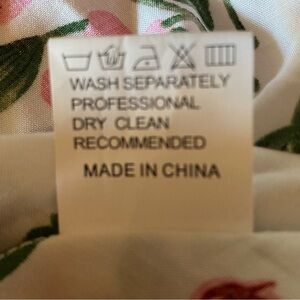 WASH SEPARATELY
PROFESSIONAL
DRY CLEAN
RECOMMENDED
MADE IN CHINA